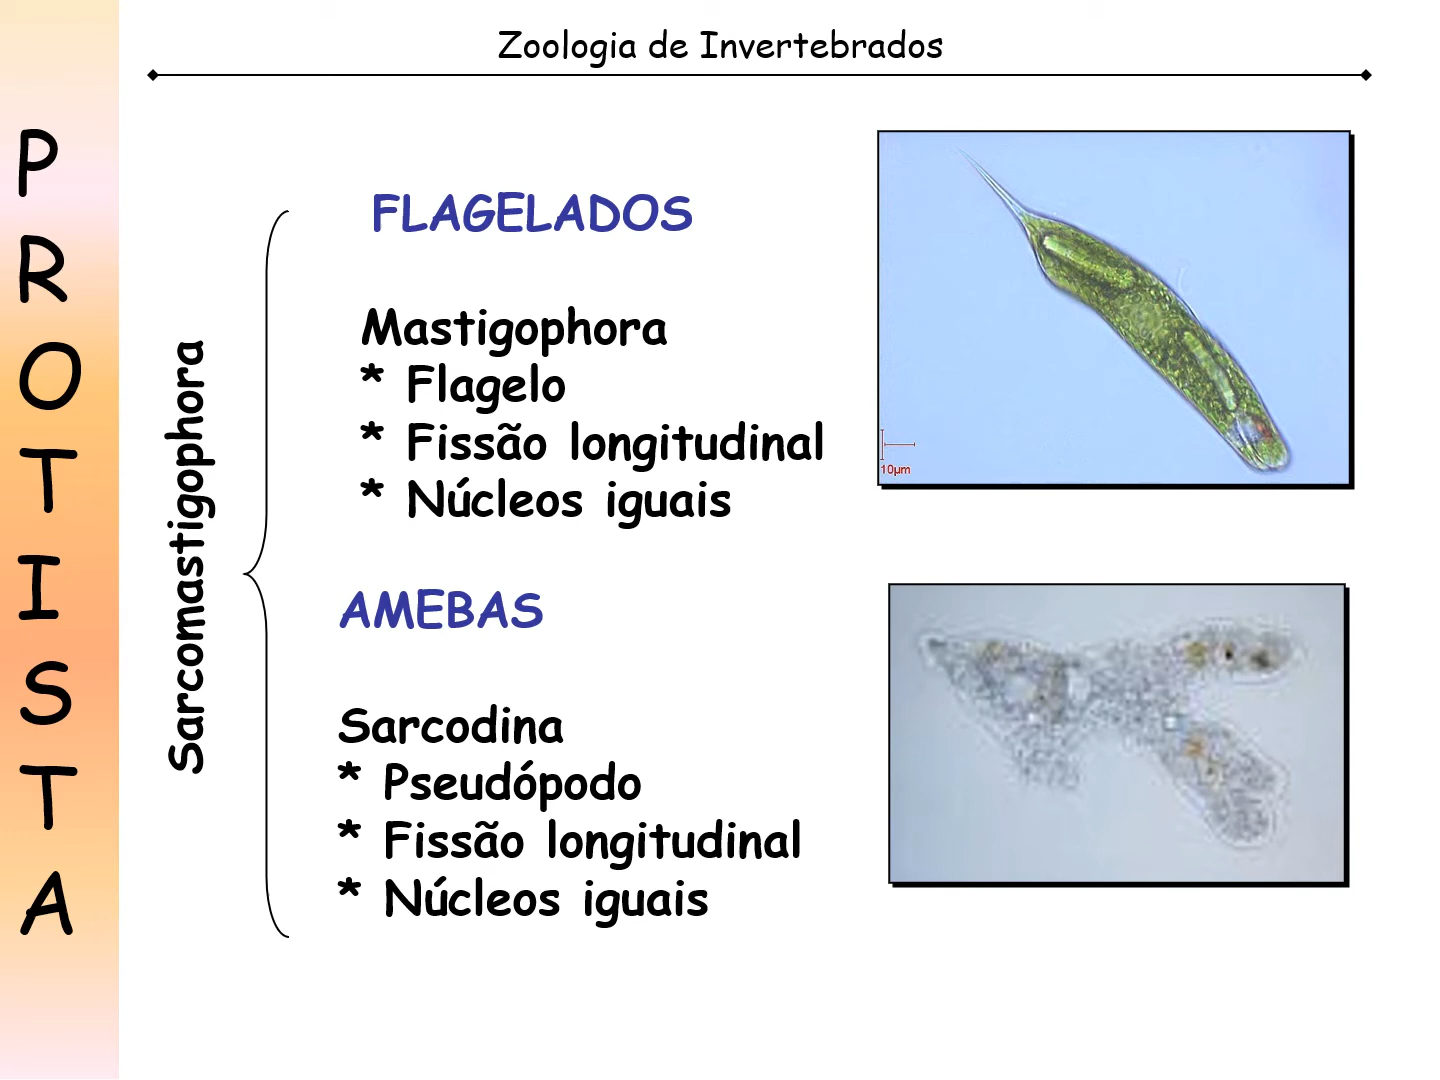 Zoologia de Invertebrados
PROTISTA
Sarcomastigophora
FLAGELADOS
Mastigophora
* Flagelo
* Fissão longitudinal
* Núcleos iguais
10µm
AMEBAS
Sarcodina
* Pseudópodo
* Fissão longitudinal
* Núcleos iguais